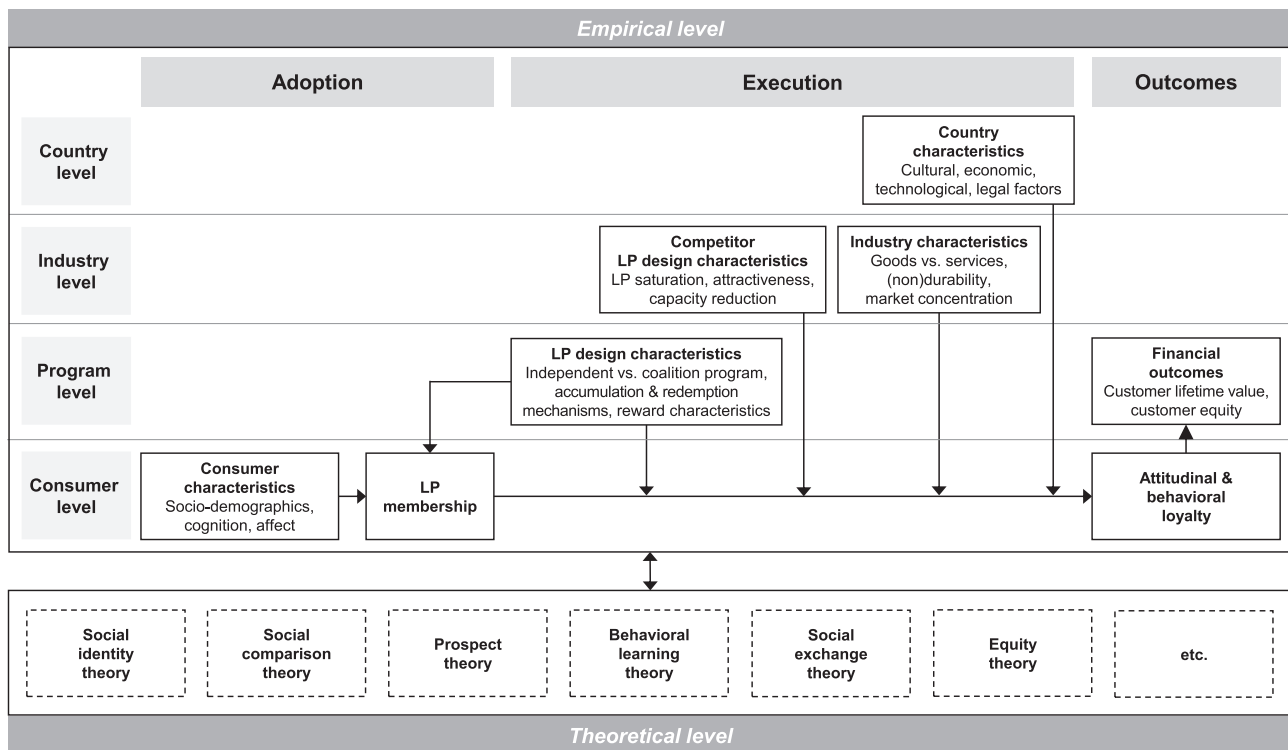 Empirical level
Adoption
Execution
Outcomes
Country
level
Country
characteristics
Cultural, economic,
technological, legal factors
Industry
level
Competitor
LP design characteristics
LP saturation, attractiveness,
capacity reduction
Industry characteristics
Goods vs. services,
(non)durability,
market concentration
Program
level
LP design characteristics
Independent vs. coalition program,
accumulation & redemption
mechanisms, reward characteristics
Financial
outcomes
Customer lifetime value,
customer equity
Consumer
level
Consumer
characteristics
Socio-demographics,
cognition, affect
LP
membership
Attitudinal &
behavioral
loyalty
Social
identity
theory
Social
comparison
theory
Prospect
theory
Behavioral
learning
theory
Social
exchange
theory
Equity
theory
etc.
Theoretical level